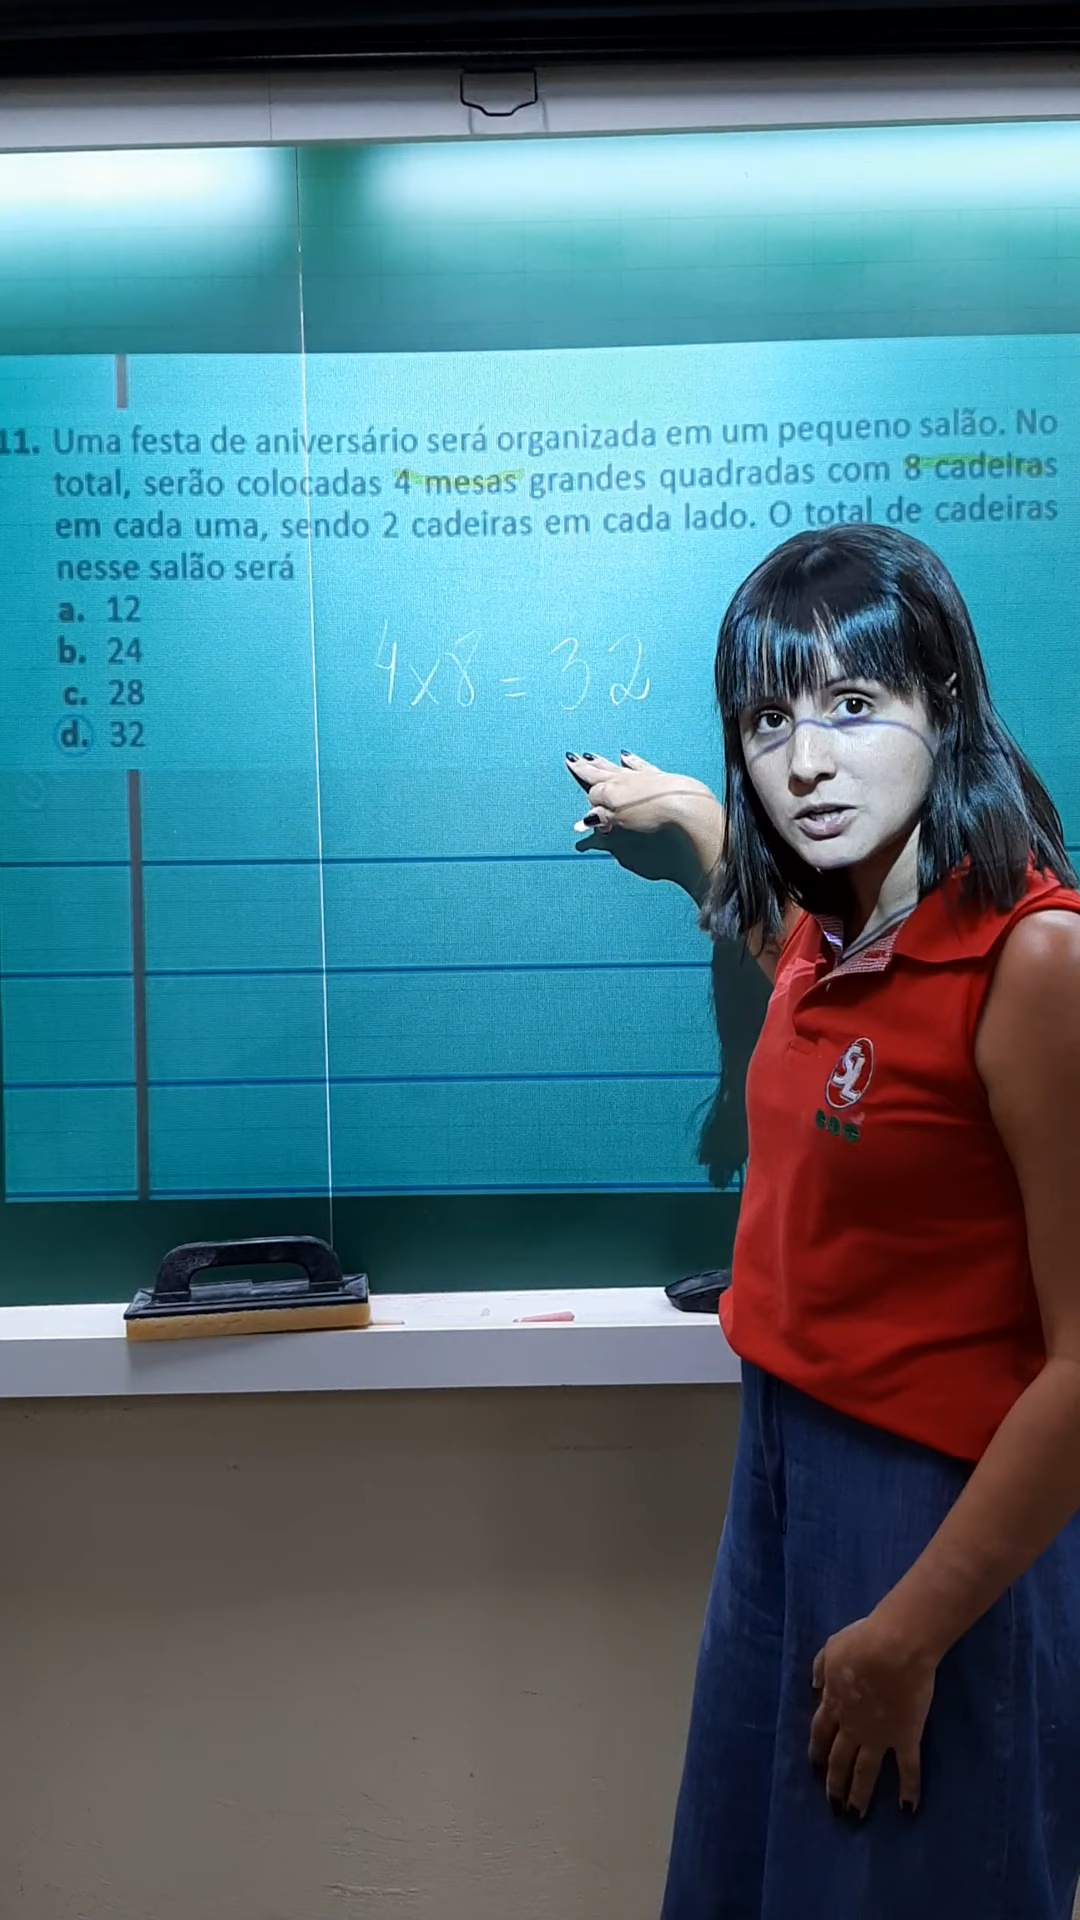 11. Uma festa de aniversário será organizada em um pequeno salão. No
total, serão colocadas 4 mesas grandes quadradas com 8 cadeiras
em cada uma, sendo 2 cadeiras em cada lado. O total de cadeiras
nesse salão será
a. 12
b. 24
c. 28
d. 32
4x8 = 32
SL
COC